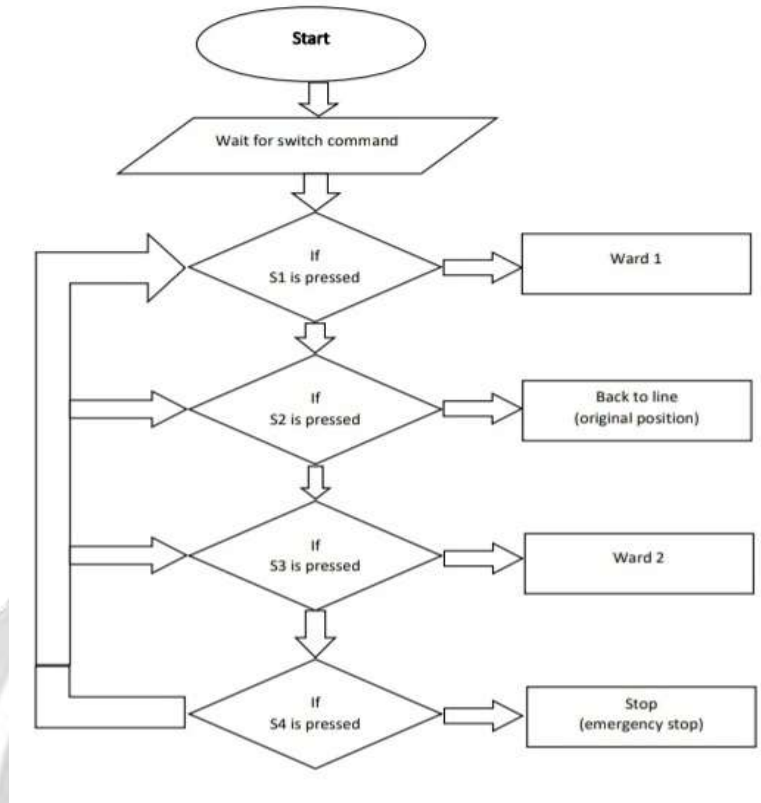 Start
Wait for switch command
If
S1 is pressed
Ward 1
If
S2 is pressed
Back to line
(original position)
If
S3 is pressed
Ward 2
If
S4 is pressed
Stop
(emergency stop)